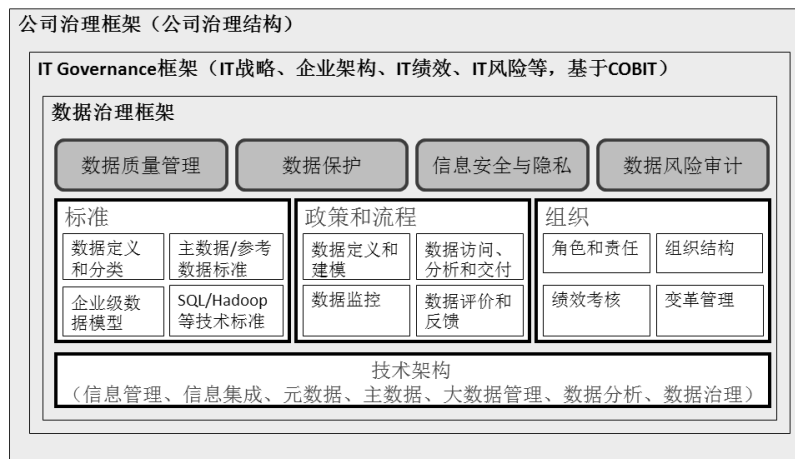 公司治理框架（公司治理结构）
IT Governance框架（IT战略、企业架构、IT绩效、IT风险等，基于COBIT）
数据治理框架
数据质量管理
数据保护
信息安全与隐私
数据风险审计
标准
数据定义
和分类
主数据/参考
数据标准
企业级数
据模型
SQL/Hadoop
等技术标准
政策和流程
数据定义和
建模
数据访问、
分析和交付
数据监控
数据评价和
反馈
组织
角色和责任
组织结构
绩效考核
变革管理
技术架构
（信息管理、信息集成、元数据、主数据、大数据管理、数据分析、数据治理）